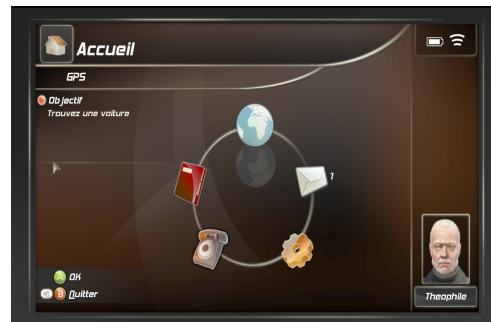 Accueil
GPS
Objectif
Trouvez une voiture
1
A OK
B Quitter
Theophile